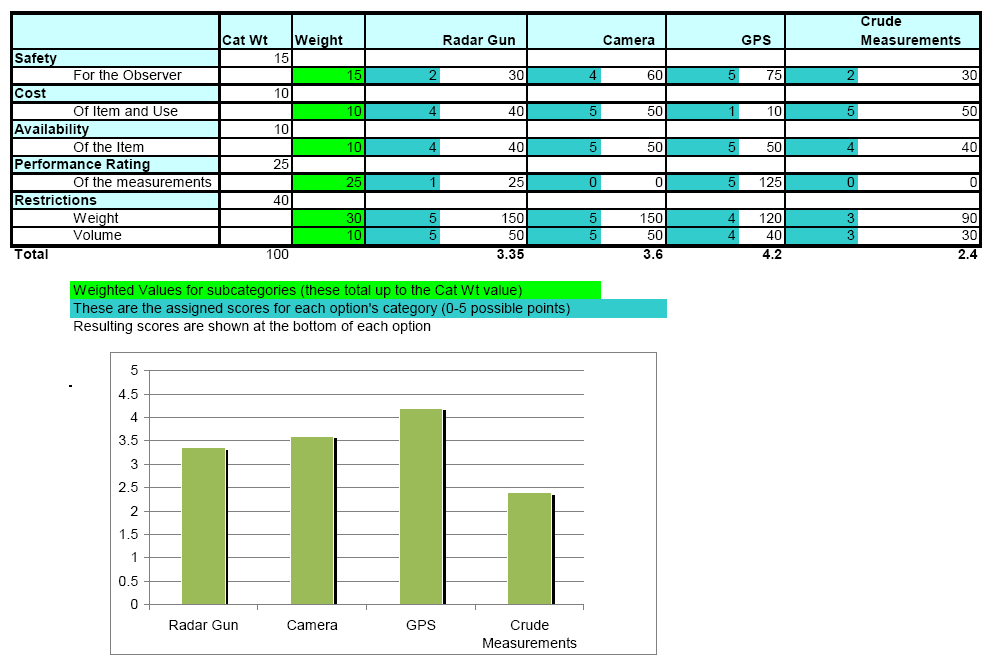 Crude
Cat Wt Weight Radar Gun Camera GPS Measurements
Safety 15
For the Observer 15 2 30 4 60 5 75 2 30
Cost 10
Of Item and Use 10 4 40 5 50 1 10 5 50
Availability 10
Of the Item 10 4 40 5 50 5 50 4 40
Performance Rating 25
Of the measurements 25 1 25 0 0 5 125 0 0
Restrictions 40
Weight 30 5 150 5 150 4 120 3 90
Volume 10 5 50 5 50 4 40 3 30
Total 100 3.35 3.6 4.2 2.4
Weighted Values for subcategories (these total up to the Cat Wt value)
These are the assigned scores for each option's category (0-5 possible points)
Resulting scores are shown at the bottom of each option
5
4.5
4
3.5
3
2.5
2
1.5
1
0.5
0
Radar Gun Camera GPS Crude
Measurements